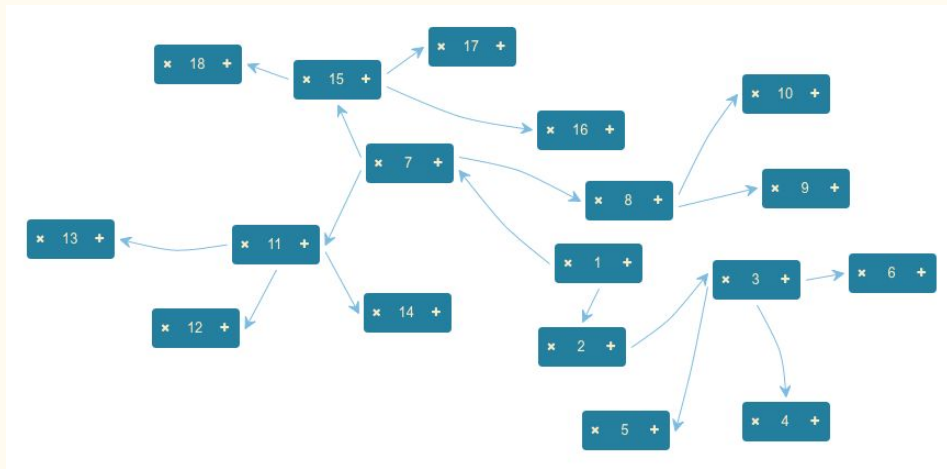 × 17 +
× 18 +
× 15 +
× 10 +
× 16 +
× 7 +
× 9 +
× 8 +
× 13 +
× 11 +
× 1 +
× 6 +
× 3 +
× 14 +
× 12 +
× 2 +
× 4 +
× 5 +